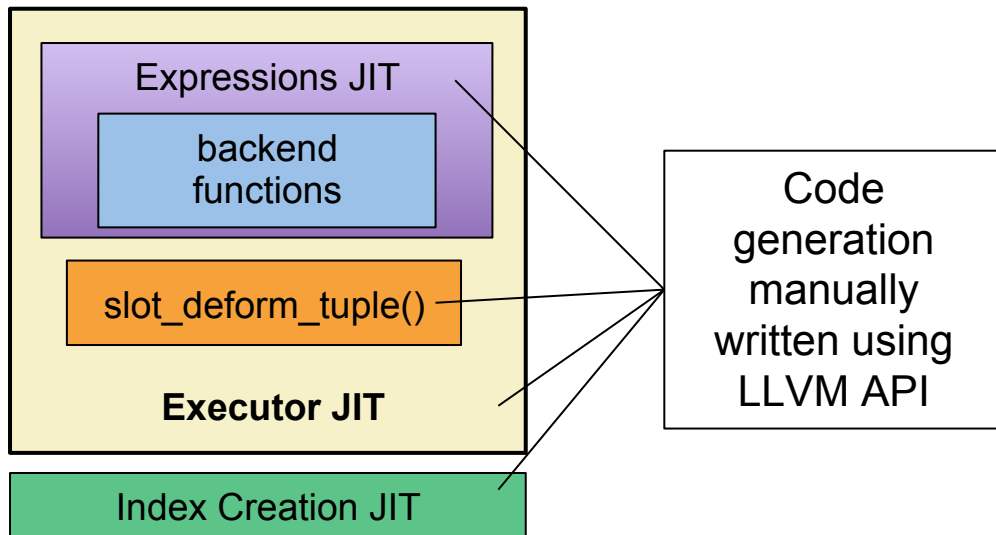 Expressions JIT
backend
functions
slot_deform_tuple()
Executor JIT
Index Creation JIT
Code
generation
manually
written using
LLVM API